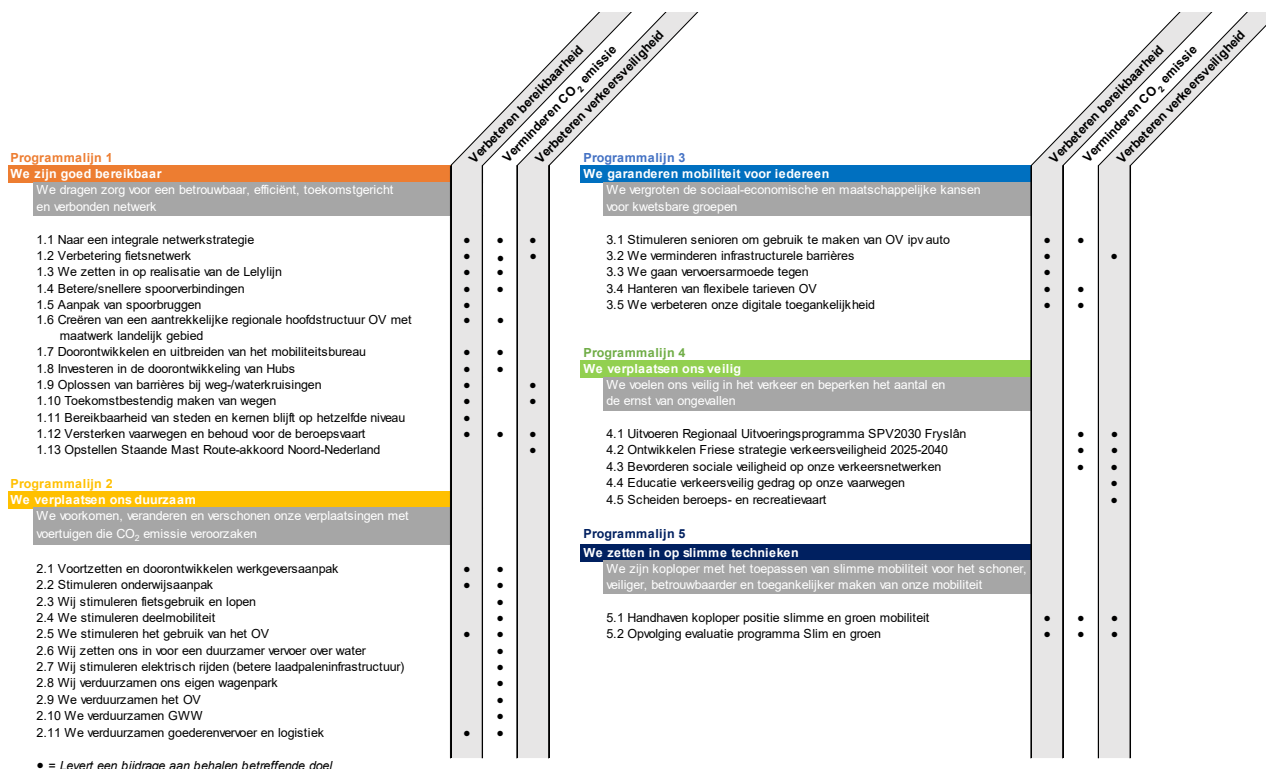 Verbeteren bereikbaarheid
Verminderen CO₂ emissie
Verbeteren verkeersveiligheid
Programmalijn 1
We zijn goed bereikbaar
We dragen zorg voor een betrouwbaar, efficiënt, toekomstgericht
en verbonden netwerk
1.1 Naar een integrale netwerkstrategie ● ● ●
1.2 Verbetering fietsnetwerk ● ● ●
1.3 We zetten in op realisatie van de Lelylijn ● ●
1.4 Betere/snellere spoorverbindingen ● ●
1.5 Aanpak van spoorbruggen ●
1.6 Creëren van een aantrekkelijke regionale hoofdstructuur OV met ● ●
maatwerk landelijk gebied
1.7 Doorontwikkelen en uitbreiden van het mobiliteitsbureau ● ●
1.8 Investeren in de doorontwikkeling van Hubs ● ●
1.9 Oplossen van barrières bij weg-/waterkruisingen ● ●
1.10 Toekomstbestendig maken van wegen ● ●
1.11 Bereikbaarheid van steden en kernen blijft op hetzelfde niveau ●
1.12 Versterken vaarwegen en behoud voor de beroepsvaart ● ● ●
1.13 Opstellen Staande Mast Route-akkoord Noord-Nederland ●
Programmalijn 2
We verplaatsen ons duurzaam
We voorkomen, veranderen en verschonen onze verplaatsingen met
voertuigen die CO₂ emissie veroorzaken
2.1 Voortzetten en doorontwikkelen werkgeversaanpak ● ●
2.2 Stimuleren onderwijsaanpak ● ●
2.3 Wij stimuleren fietsgebruik en lopen ●
2.4 We stimuleren deelmobiliteit ●
2.5 We stimuleren het gebruik van het OV ● ●
2.6 Wij zetten ons in voor een duurzamer vervoer over water ●
2.7 Wij stimuleren elektrisch rijden (betere laadpaleninfrastructuur) ●
2.8 Wij verduurzamen ons eigen wagenpark ●
2.9 We verduurzamen het OV ●
2.10 We verduurzamen GWW ●
2.11 We verduurzamen goederenvervoer en logistiek ● ●
● = Levert een bijdrage aan behalen betreffende doel
Verbeteren bereikbaarheid
Verminderen CO₂ emissie
Verbeteren verkeersveiligheid
Programmalijn 3
We garanderen mobiliteit voor iedereen
We vergroten de sociaal-economische en maatschappelijke kansen
voor kwetsbare groepen
3.1 Stimuleren senioren om gebruik te maken van OV ipv auto ● ●
3.2 We verminderen infrastructurele barrières ● ●
3.3 We gaan vervoersarmoede tegen ●
3.4 Hanteren van flexibele tarieven OV ● ●
3.5 We verbeteren onze digitale toegankelijkheid ● ●
Programmalijn 4
We verplaatsen ons veilig
We voelen ons veilig in het verkeer en beperken het aantal en
de ernst van ongevallen
4.1 Uitvoeren Regionaal Uitvoeringsprogramma SPV2030 Fryslân ● ●
4.2 Ontwikkelen Friese strategie verkeersveiligheid 2025-2040 ● ●
4.3 Bevorderen sociale veiligheid op onze verkeersnetwerken ● ●
4.4 Educatie verkeersveilig gedrag op onze vaarwegen ●
4.5 Scheiden beroeps- en recreatievaart ●
Programmalijn 5
We zetten in op slimme technieken
We zijn koploper met het toepassen van slimme mobiliteit voor het schoner,
veiliger, betrouwbaarder en toegankelijker maken van onze mobiliteit
5.1 Handhaven koploper positie slimme en groen mobiliteit ● ● ●
5.2 Opvolging evaluatie programma Slim en groen ● ● ●